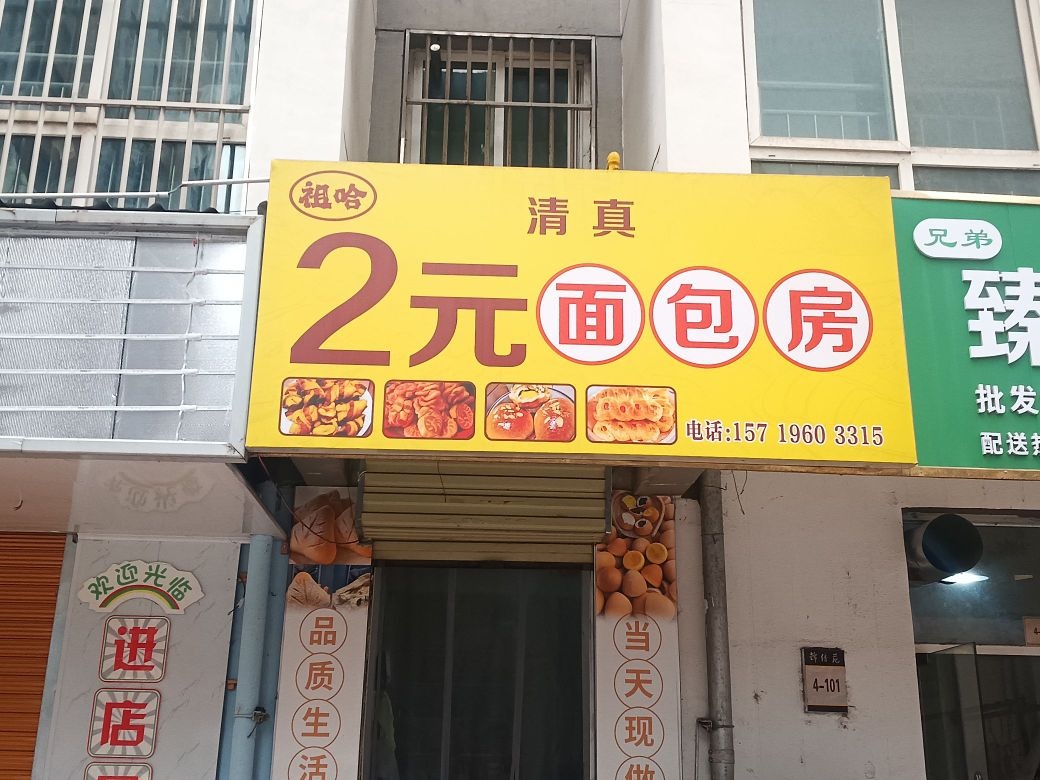 祖哈
清真
2元面包房
电话:157 1960 3315
兄弟
臻
批发
配送
欢迎光临
进店
品质生活
当天现做
4-101